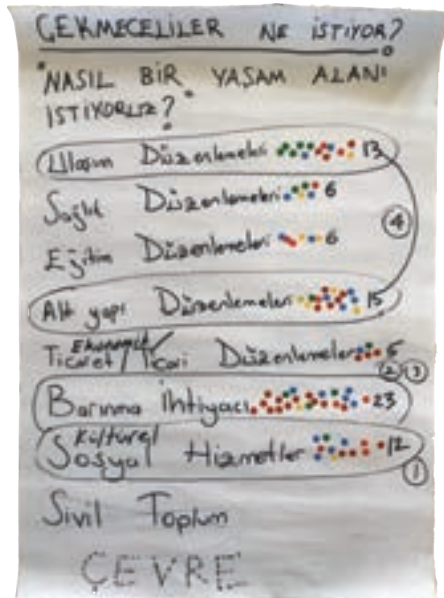 ÇEKMECELİLER NE İSTİYOR?
"NASIL BİR YAŞAM ALANI
İSTİYORUZ?"
Ulaşım Düzenlemeleri 13
Sağlık Düzenlemeleri 6
Eğitim Düzenlemeleri 6
④
Alt yapı Düzenlemeleri 15
Ekonomik/
Ticaret/Ticari Düzenlemeler 5
② ③
Barınma İhtiyacı 23
Kültürel
Sosyal Hizmetler 12
①
Sivil Toplum
ÇEVRE